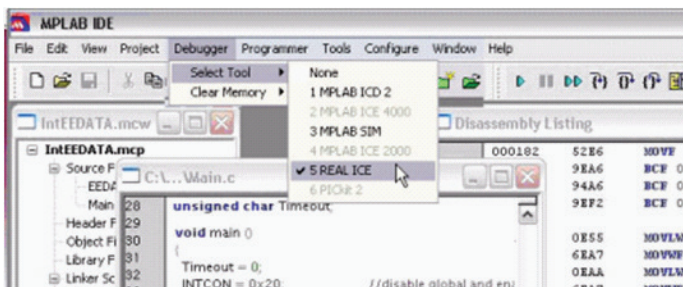 MPLAB IDE
File Edit View Project Debugger Programmer Tools Configure Window Help
Select Tool
Clear Memory
None
1 MPLAB ICD 2
2 MPLAB ICE 4000
3 MPLAB SIM
4 MPLAB ICE 2000
5 REAL ICE
6 PICkit 2
IntEEDATA.mcw
IntEEDATA.mcp
Source F
EEDA
Main
Header F
Object Fi
Library F
Linker Sc
C:\...\Main.c
28 unsigned char Timeout;
29
30 void main ()
31 {
32 Timeout = 0;
INTCON = 0x20; //disable global and en
Disassembly Listing
000182 52E6 MOVF
9EA6 BCF 0
94A6 BCF 0
9EF2 BCF 0
0E55 MOVLW
6EA7 MOVWF
0EAA MOVLW